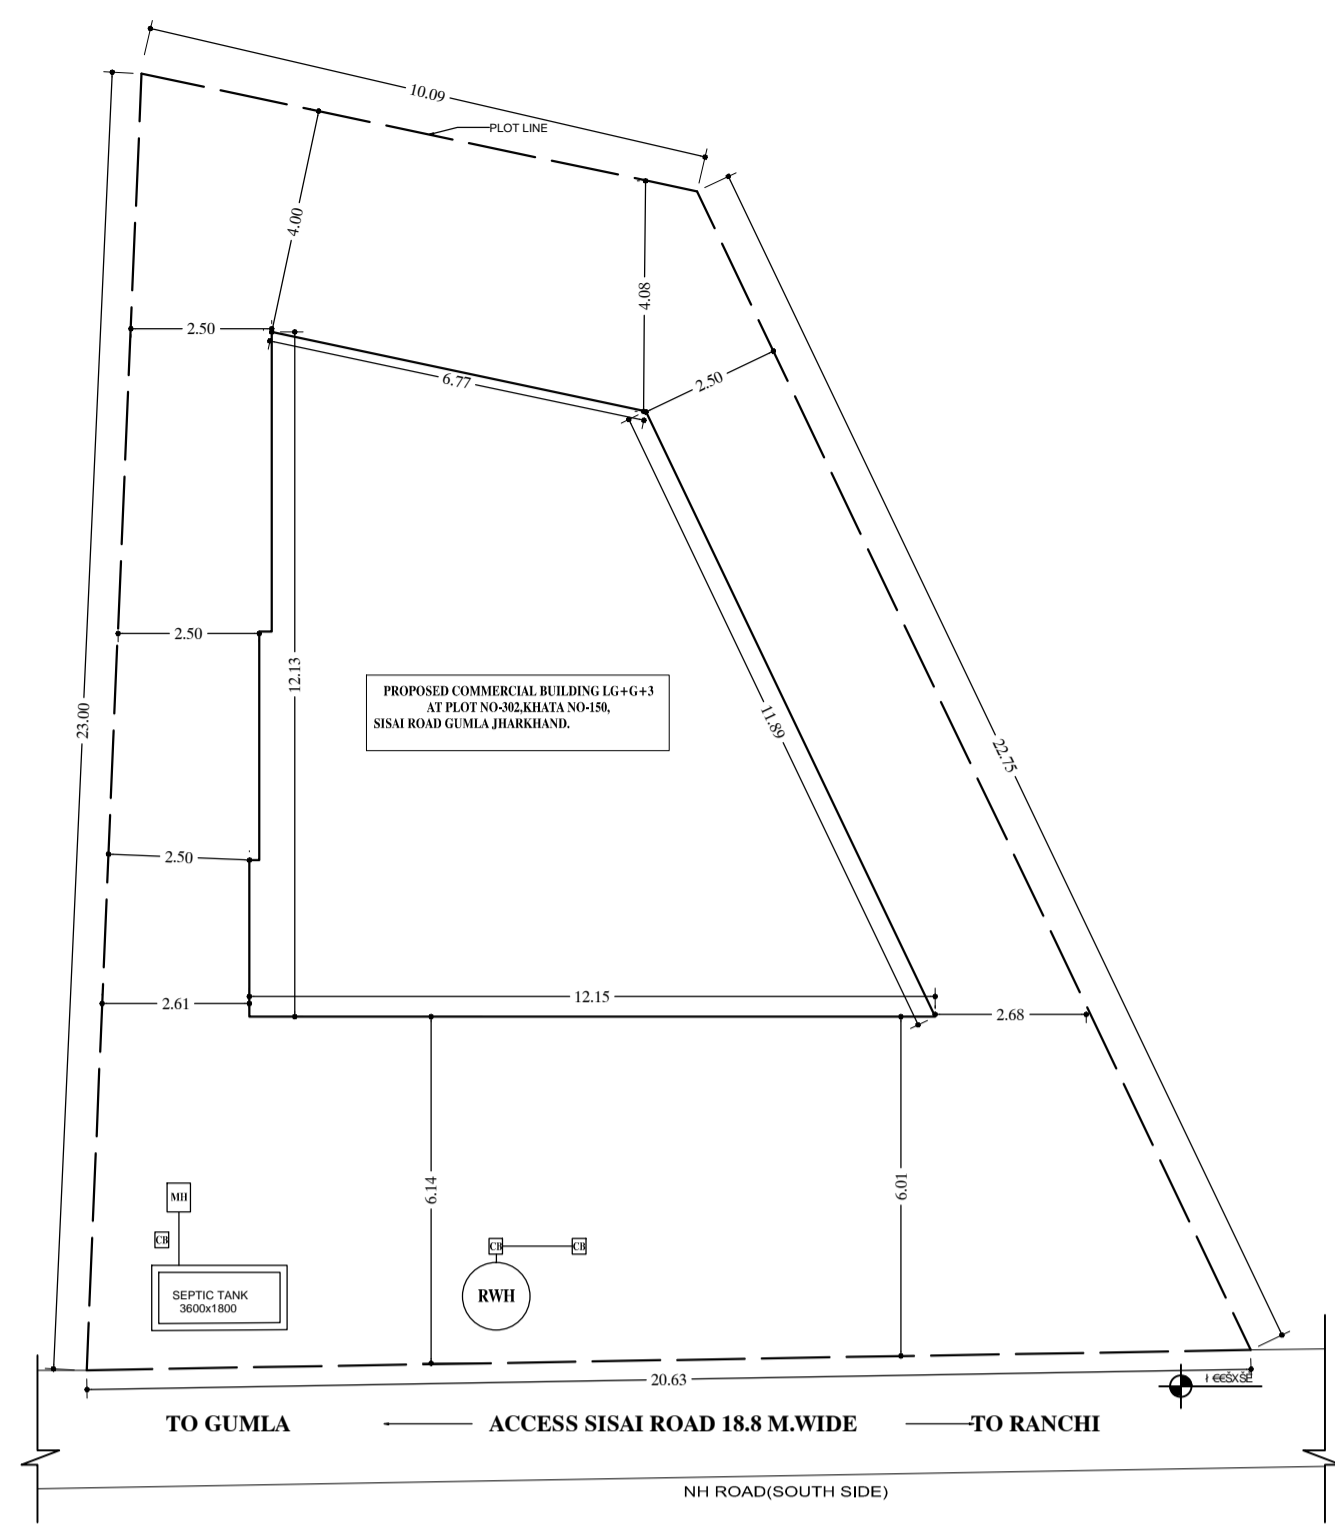 10.09
PLOT LINE
4.00
4.08
2.50
6.77
2.50
2.50
12.13
23.00
PROPOSED COMMERCIAL BUILDING LG+G+3
AT PLOT NO-302,KHATA NO-150,
SISAI ROAD GUMLA JHARKHAND.
11.89
22.75
2.50
2.61
12.15
2.68
6.14
6.01
MH
CB
CB
CB
SEPTIC TANK
3600x1800
RWH
20.63
TO GUMLA
ACCESS SISAI ROAD 18.8 M.WIDE
TO RANCHI
NH ROAD(SOUTH SIDE)